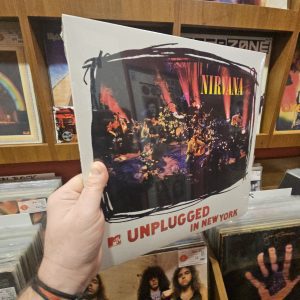 NIRVANA
MTV UNPLUGGED
IN NEW YORK